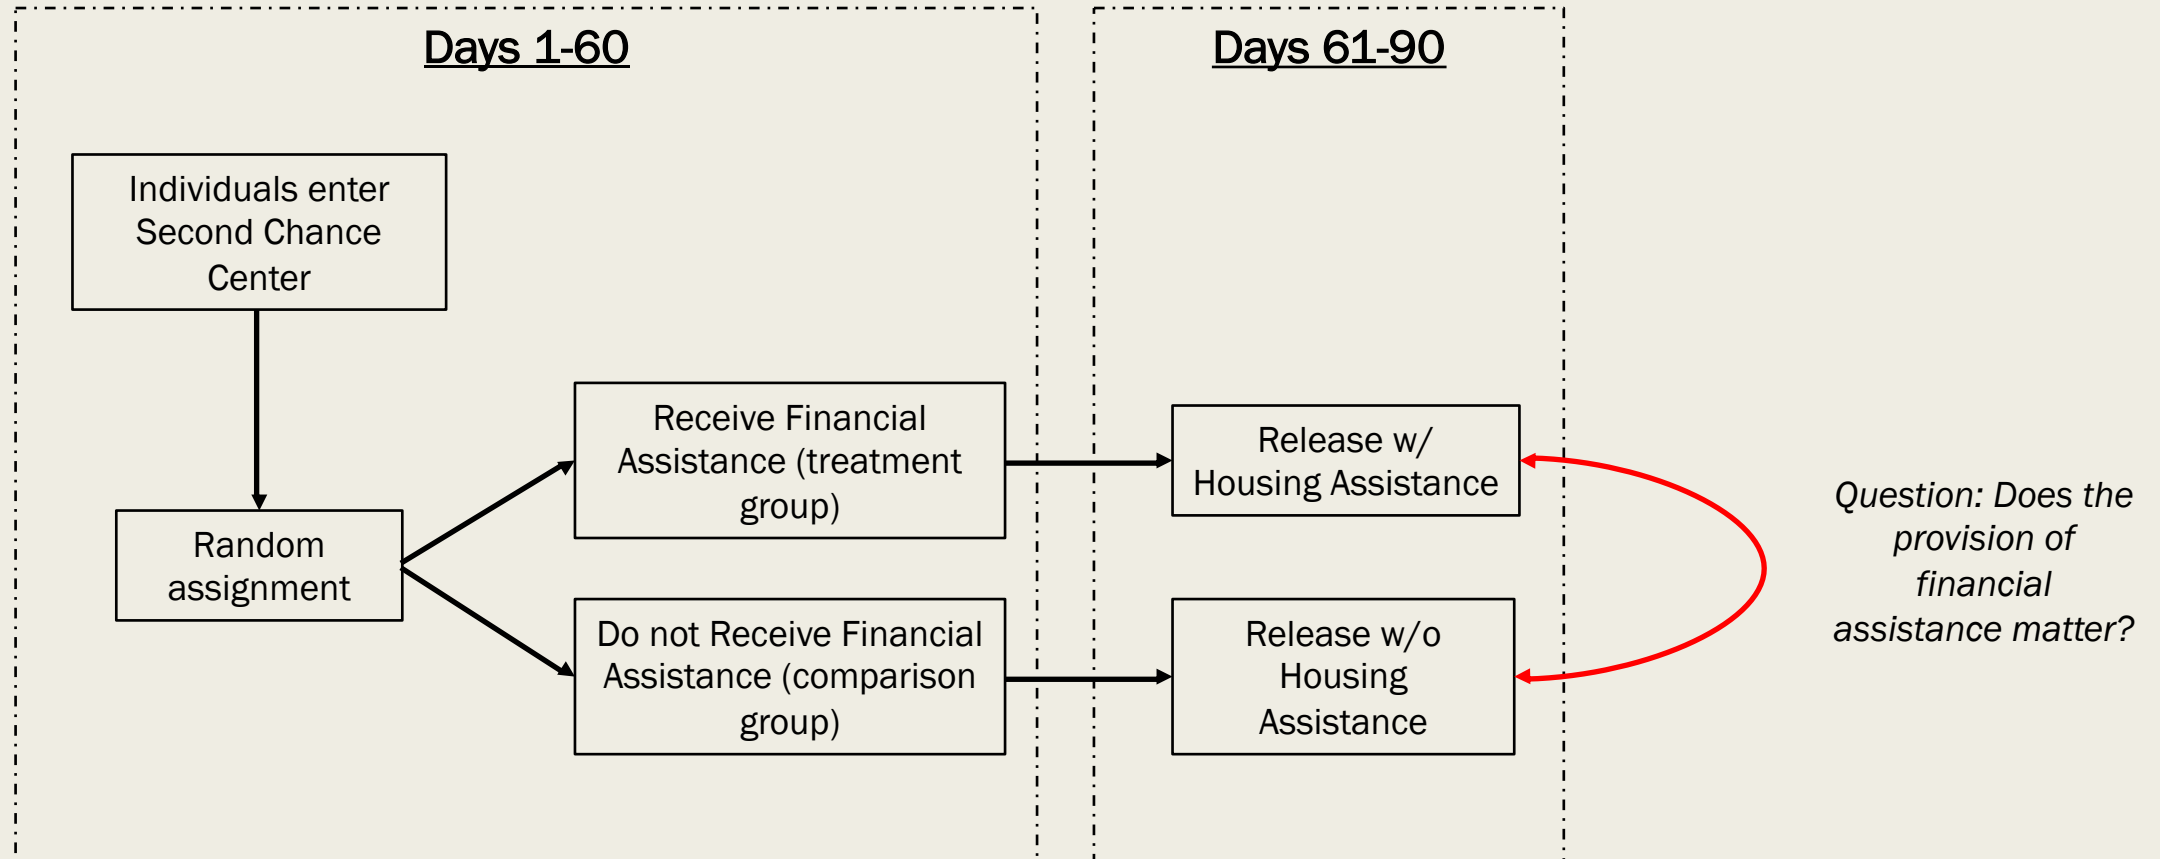 Days 1-60
Days 61-90
Individuals enter
Second Chance
Center
Random
assignment
Receive Financial
Assistance (treatment
group)
Do not Receive Financial
Assistance (comparison
group)
Release w/
Housing Assistance
Release w/o
Housing
Assistance
Question: Does the
provision of
financial
assistance matter?